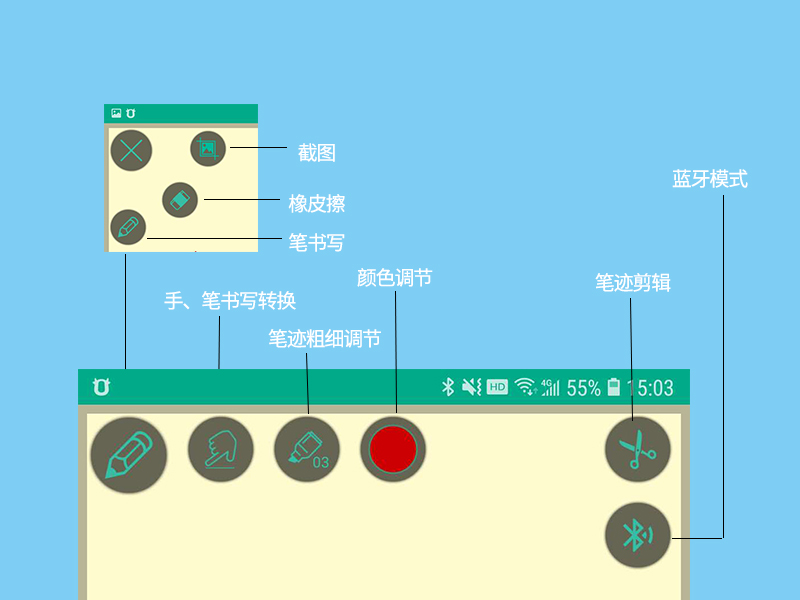 截图
橡皮擦
笔书写
蓝牙模式
颜色调节
笔迹剪辑
手、笔书写转换
笔迹粗细调节
HD 4G 55% 15:03
03